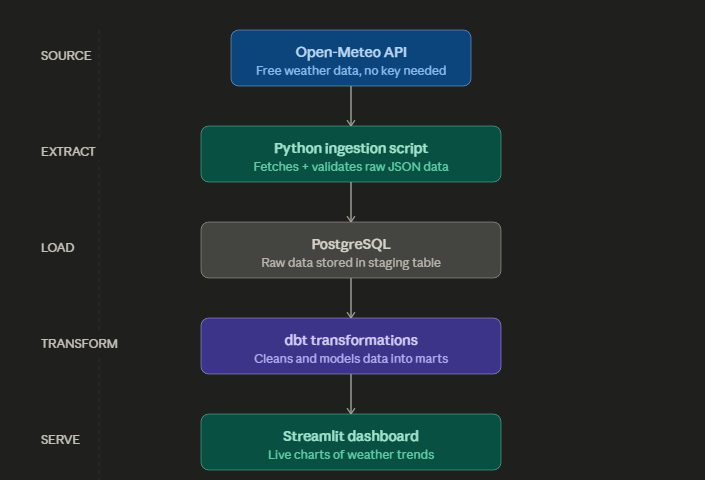 SOURCE
Open-Meteo API
Free weather data, no key needed
EXTRACT
Python ingestion script
Fetches + validates raw JSON data
LOAD
PostgreSQL
Raw data stored in staging table
TRANSFORM
dbt transformations
Cleans and models data into marts
SERVE
Streamlit dashboard
Live charts of weather trends